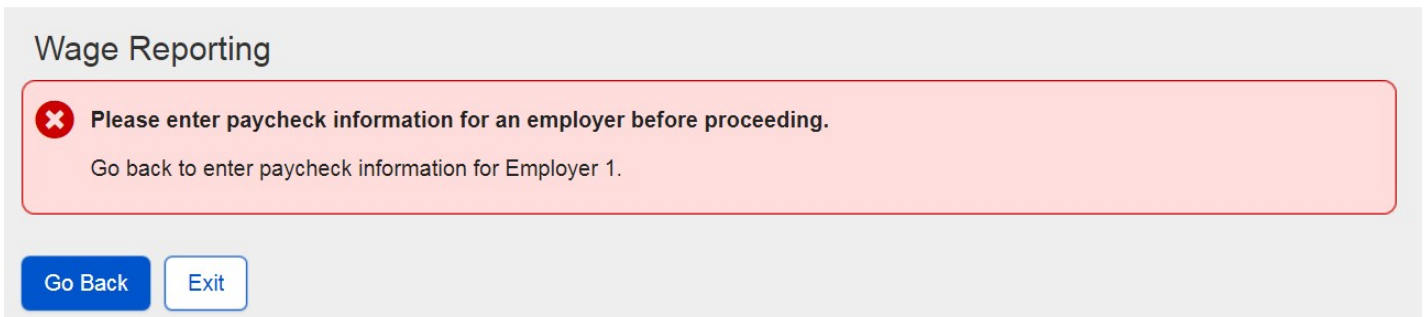 Wage Reporting
Please enter paycheck information for an employer before proceeding.
Go back to enter paycheck information for Employer 1.
Go Back Exit